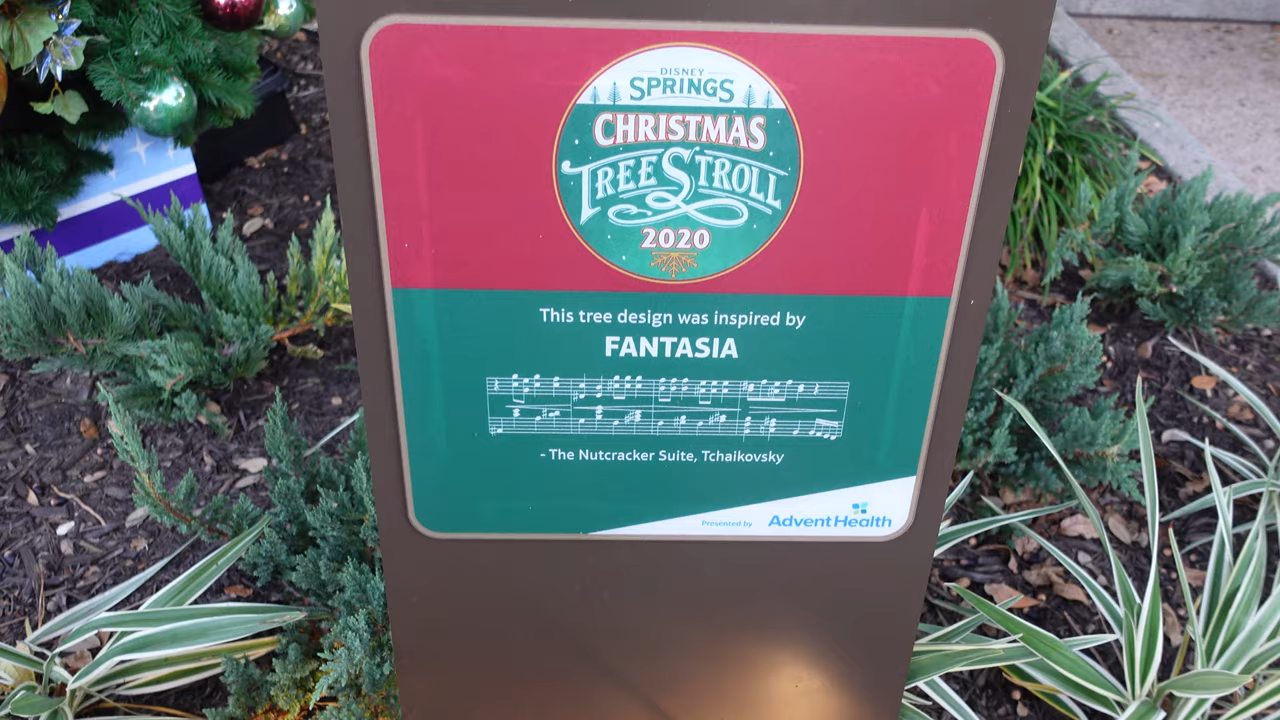 DISNEY
SPRINGS
CHRISTMAS
TREE STROLL
2020
This tree design was inspired by
FANTASIA
- The Nutcracker Suite, Tchaikovsky
Presented by AdventHealth